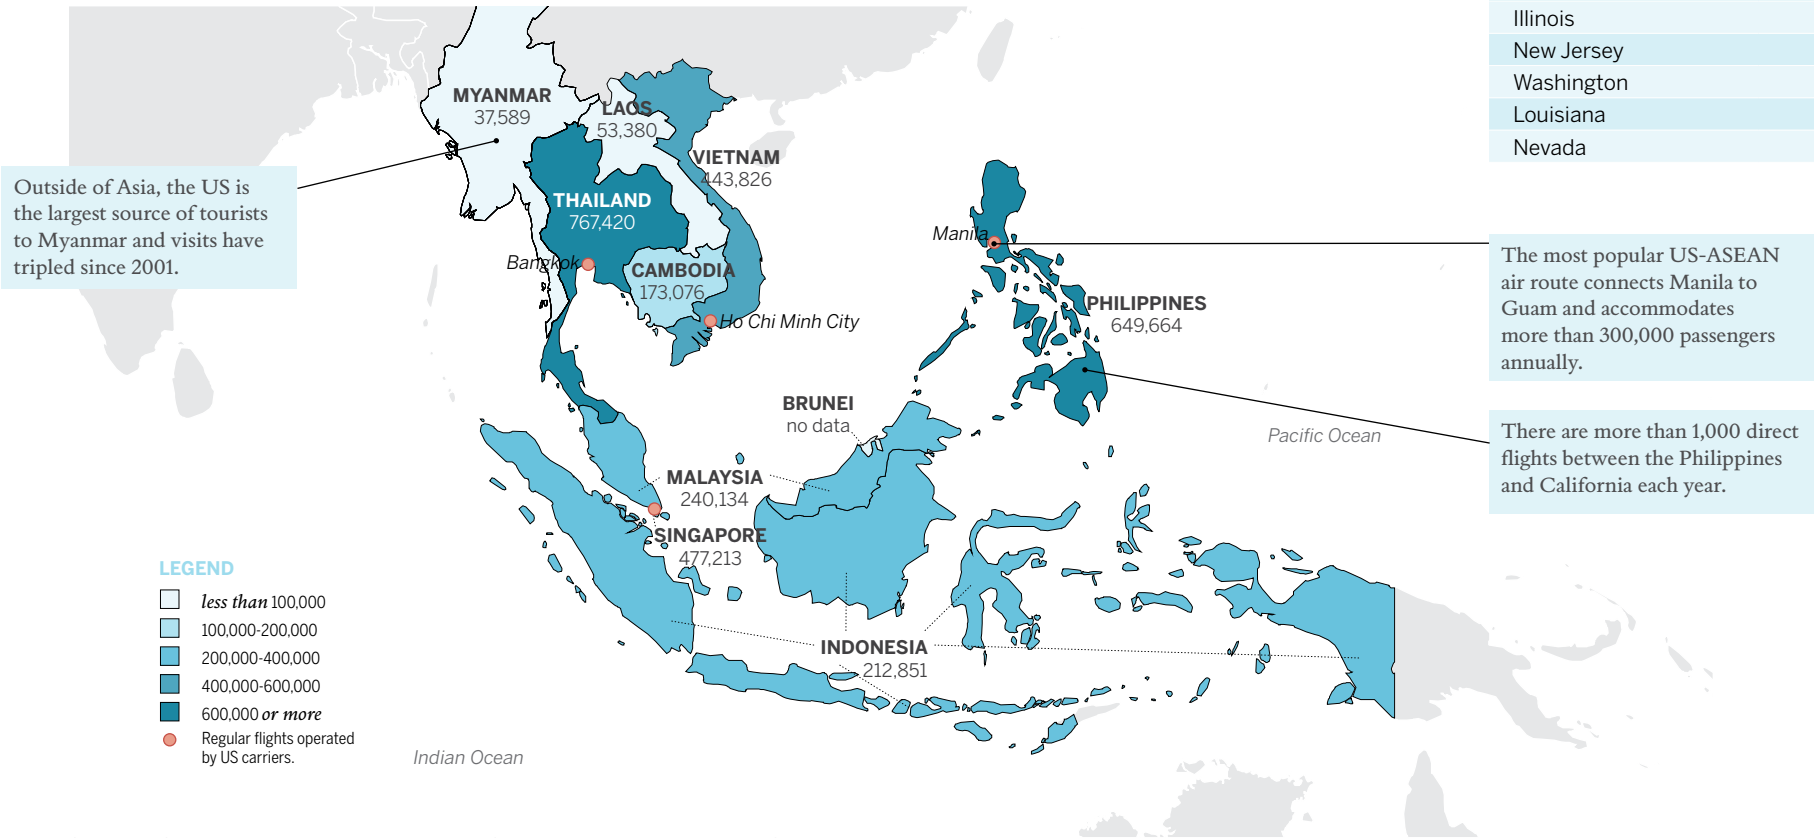 Illinois
New Jersey
Washington
Louisiana
Nevada
MYANMAR
37,589
LAOS
53,380
VIETNAM
443,826
Outside of Asia, the US is
the largest source of tourists
to Myanmar and visits have
tripled since 2001.
THAILAND
767,420
Manila
Bangkok
CAMBODIA
173,076
The most popular US-ASEAN
air route connects Manila to
Guam and accommodates
more than 300,000 passengers
annually.
PHILIPPINES
649,664
Ho Chi Minh City
BRUNEI
no data
Pacific Ocean
There are more than 1,000 direct
flights between the Philippines
and California each year.
MALAYSIA
240,134
SINGAPORE
477,213
INDONESIA
212,851
LEGEND
less than 100,000
100,000-200,000
200,000-400,000
400,000-600,000
600,000 or more
Regular flights operated
by US carriers.
Indian Ocean